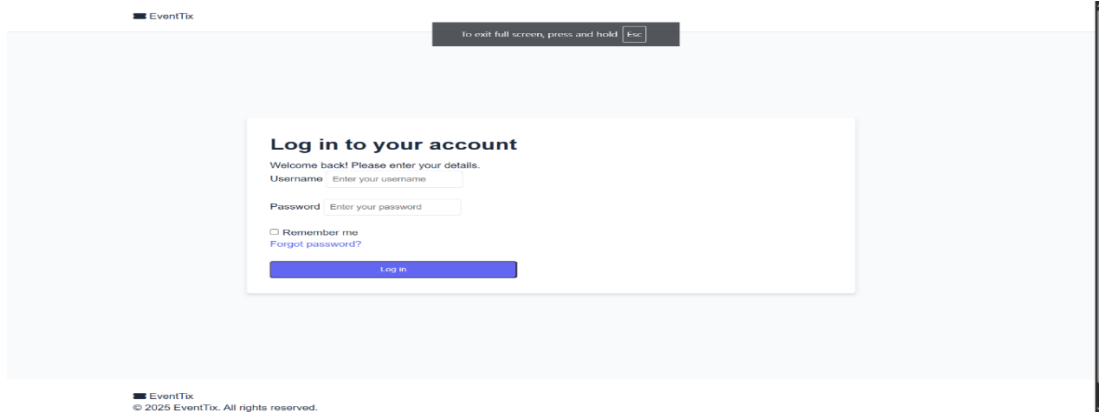 EventTix
To exit full screen, press and hold Esc
Log in to your account
Welcome back! Please enter your details.
Username Enter your username
Password Enter your password
Remember me
Forgot password?
Log in
EventTix
© 2025 EventTix. All rights reserved.